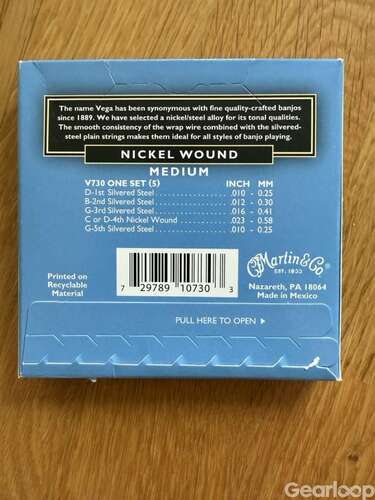 The name Vega has been synonymous with fine quality-crafted banjos
since 1889. We have selected a nickel/steel alloy for its tonal qualities.
The smooth consistency of the wrap wire combined with the silvered-
steel plain strings makes them ideal for all styles of banjo playing.
NICKEL WOUND
MEDIUM
V730 ONE SET (5) INCH MM
D-1st Silvered Steel .010 - 0.25
B-2nd Silvered Steel .012 - 0.30
G-3rd Silvered Steel .016 - 0.41
C or D-4th Nickel Wound .023 - 0.58
G-5th Silvered Steel .010 - 0.25
Printed on
Recyclable
Material
7 29789 10730 3
CF Martin & Co
EST. 1833
Nazareth, PA 18064
Made in Mexico
PULL HERE TO OPEN
Gearloop